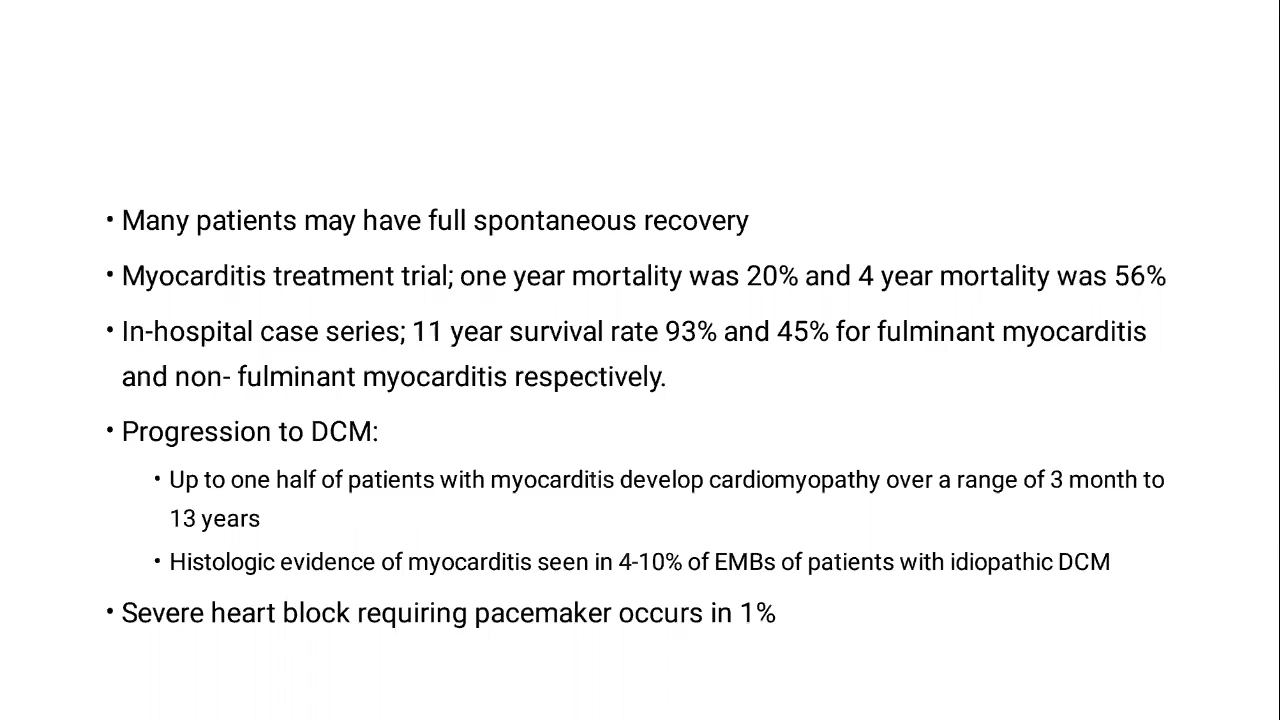 • Many patients may have full spontaneous recovery
• Myocarditis treatment trial; one year mortality was 20% and 4 year mortality was 56%
• In-hospital case series; 11 year survival rate 93% and 45% for fulminant myocarditis
and non- fulminant myocarditis respectively.
• Progression to DCM:
• Up to one half of patients with myocarditis develop cardiomyopathy over a range of 3 month to
13 years
• Histologic evidence of myocarditis seen in 4-10% of EMBs of patients with idiopathic DCM
• Severe heart block requiring pacemaker occurs in 1%